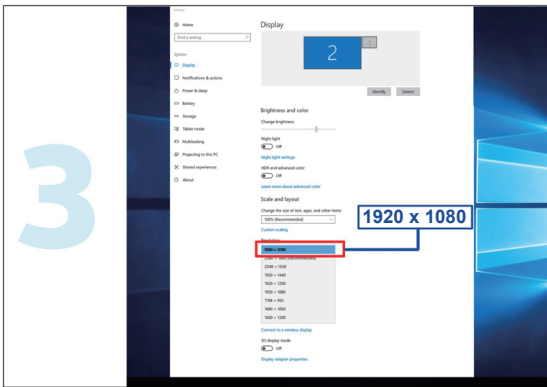 3
Settings
Home
Find a setting
System
Display
Notifications & actions
Power & sleep
Battery
Storage
Tablet mode
Multitasking
Projecting to this PC
Shared experiences
About
Display
2
1
Identify
Detect
Brightness and color
Change brightness
Night light
Off
Night light settings
HDR and advanced color
Off
Learn more about advanced color
Scale and layout
Change the size of text, apps, and other items
100% (Recommended)
Custom scaling
Resolution
1920 x 1080
2048 × 1536
1920 × 1440
1920 × 1200
1920 × 1080
1768 × 992
1680 × 1050
1600 × 1200
Connect to a wireless display
3D display mode
Off
Display adapter properties